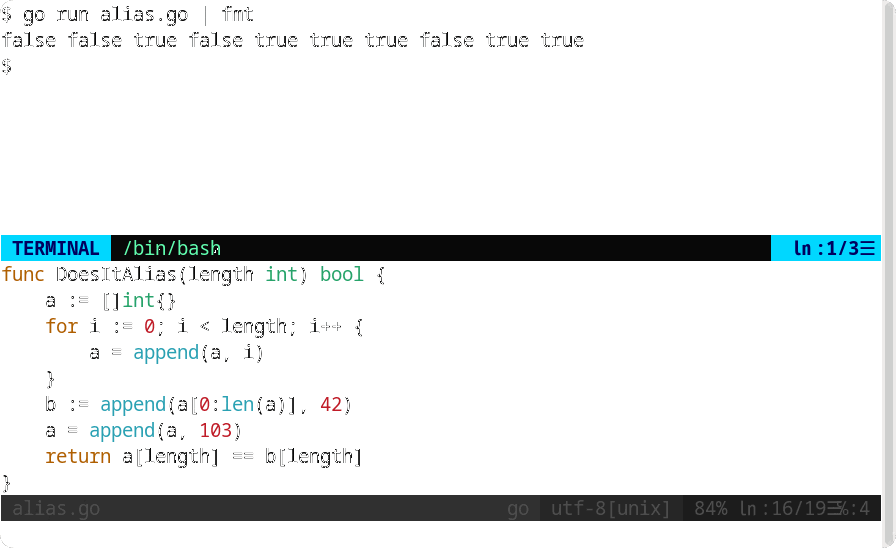 $ go run alias.go | fmt
false false true false true true true false true true
$
TERMINAL /bin/bash ln :1/3☰
func DoesItAlias(length int) bool {
    a := []int{}
    for i := 0; i < length; i++ {
        a = append(a, i)
    }
    b := append(a[0:len(a)], 42)
    a = append(a, 103)
    return a[length] == b[length]
}
alias.go go utf-8[unix] 84% ln :16/19☰%:4